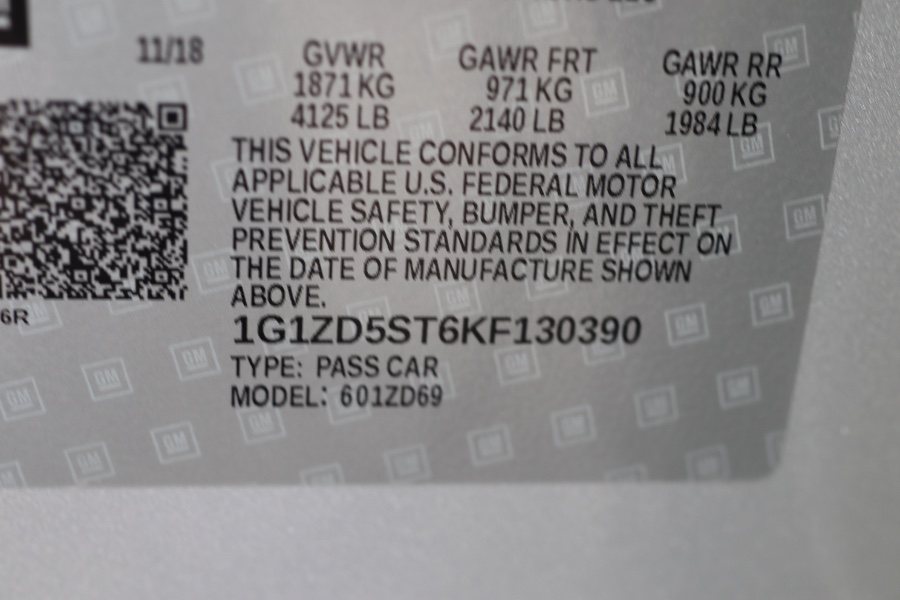 11/18 GVWR GAWR FRT GAWR RR
1871 KG 971 KG 900 KG
4125 LB 2140 LB 1984 LB
THIS VEHICLE CONFORMS TO ALL
APPLICABLE U.S. FEDERAL MOTOR
VEHICLE SAFETY, BUMPER, AND THEFT
PREVENTION STANDARDS IN EFFECT ON
THE DATE OF MANUFACTURE SHOWN
ABOVE.
6R
1G1ZD5ST6KF130390
TYPE: PASS CAR
MODEL: 601ZD69